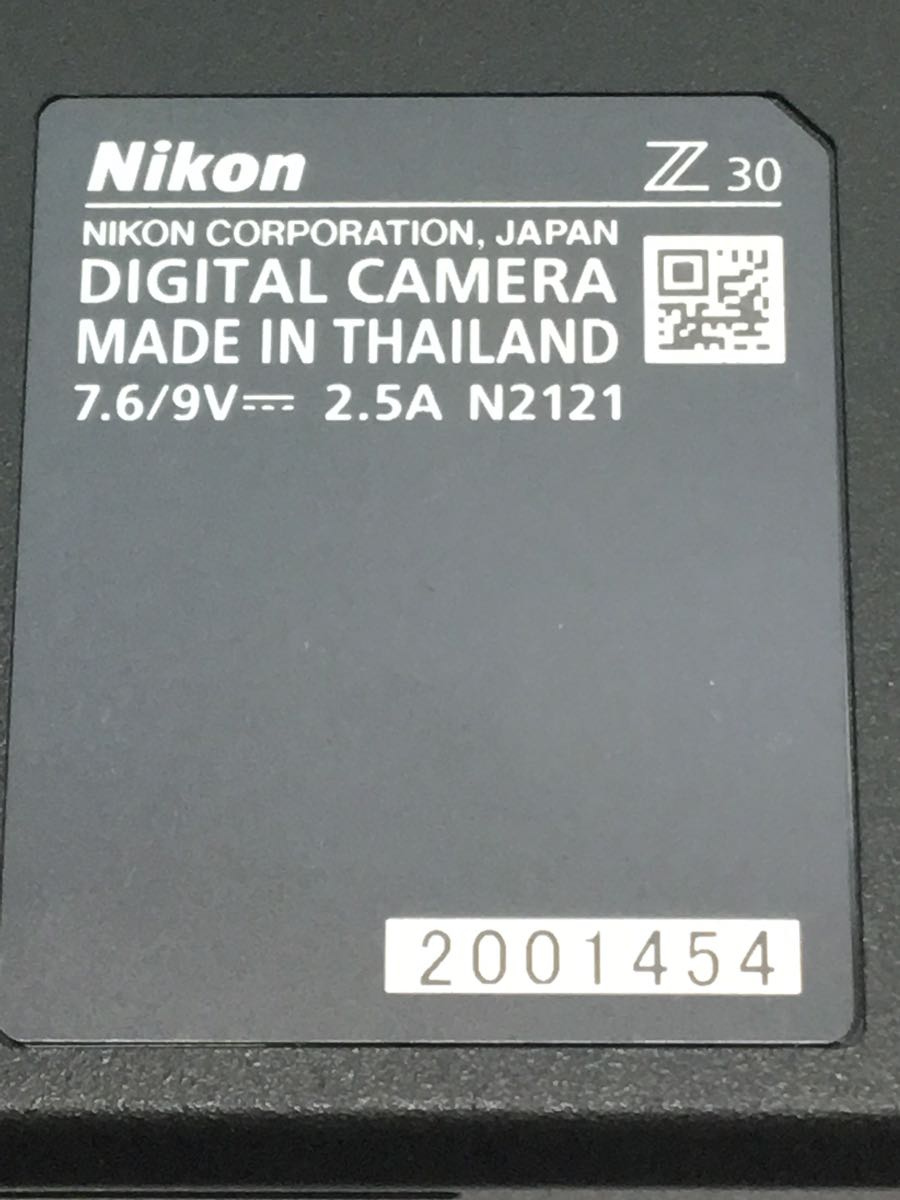 Nikon Z 30
NIKON CORPORATION, JAPAN
DIGITAL CAMERA
MADE IN THAILAND
7.6/9V⎓ 2.5A N2121
2001454